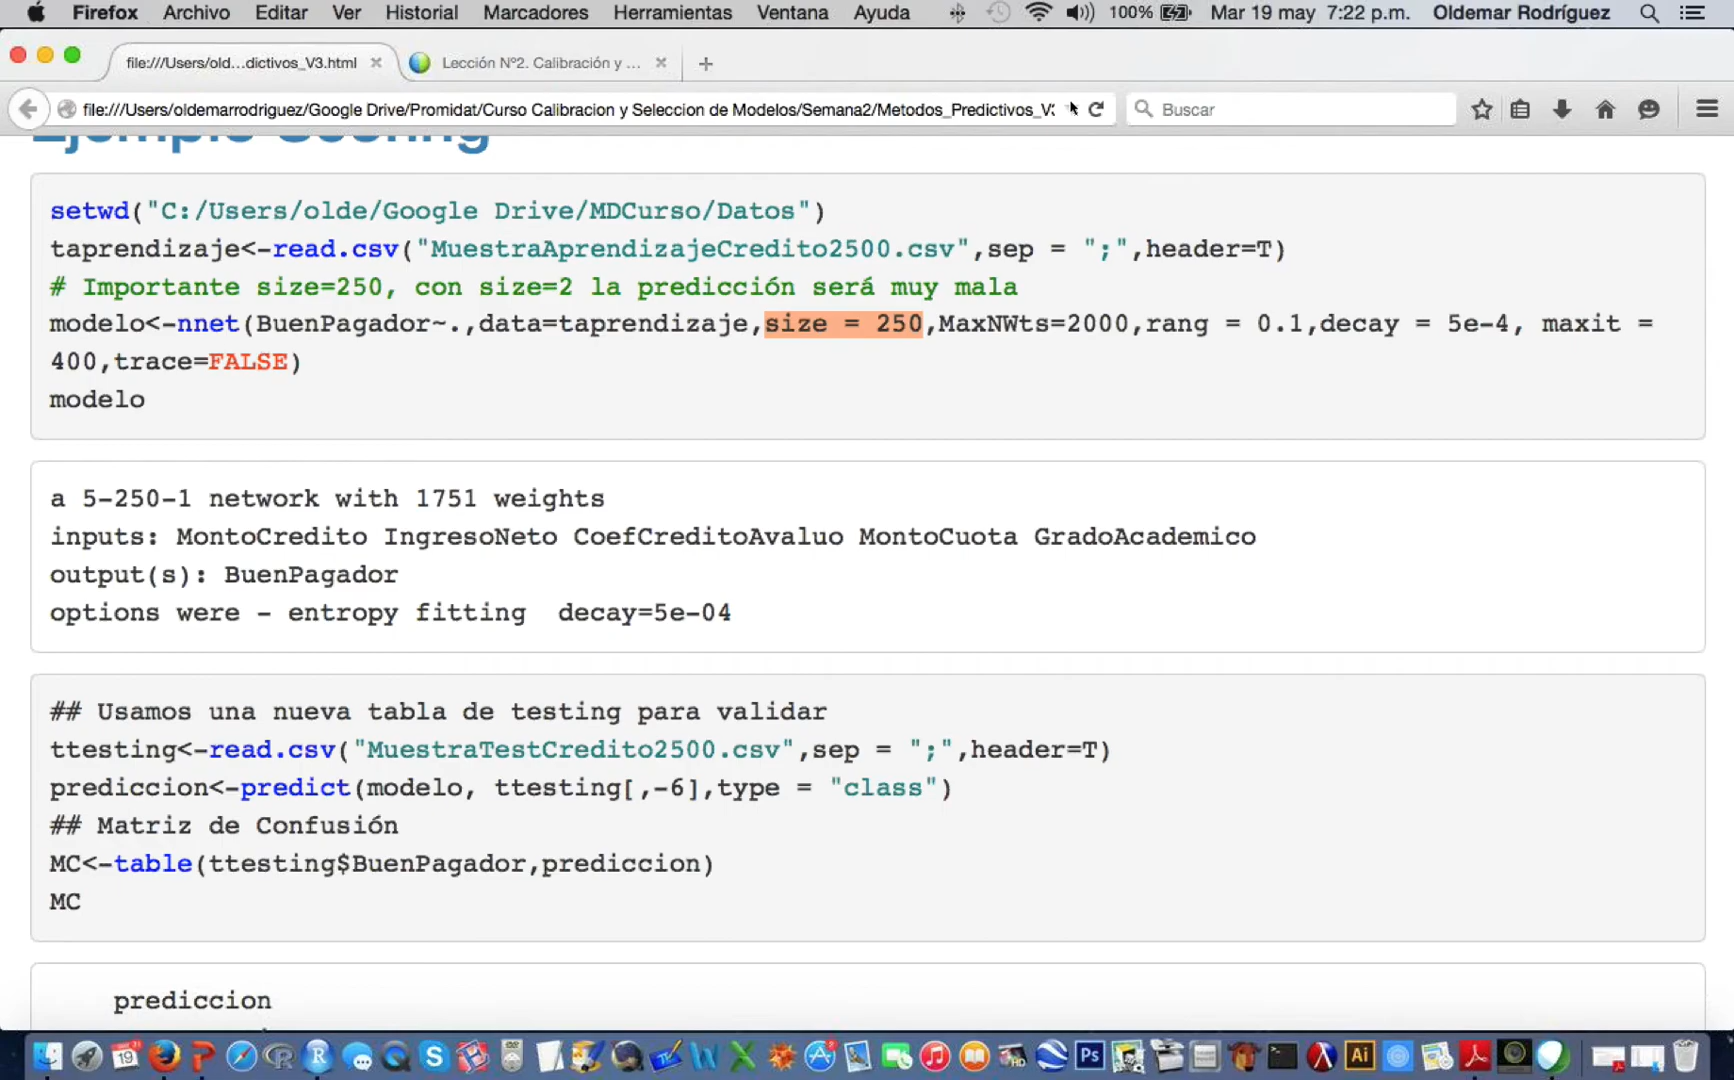 Firefox Archivo Editar Ver Historial Marcadores Herramientas Ventana Ayuda 100% Mar 19 may 7:22 p.m. Oldemar Rodríguez
file:///Users/old...dictivos_V3.html Lección Nº2. Calibración y ...
file:///Users/oldemarrodriguez/Google Drive/Promidat/Curso Calibracion y Seleccion de Modelos/Semana2/Metodos_Predictivos_V: Buscar
Ejemplo Scoring
setwd("C:/Users/olde/Google Drive/MDCurso/Datos")
taprendizaje<-read.csv("MuestraAprendizajeCredito2500.csv",sep = ";",header=T)
# Importante size=250, con size=2 la predicción será muy mala
modelo<-nnet(BuenPagador~.,data=taprendizaje,size = 250,MaxNWts=2000,rang = 0.1,decay = 5e-4, maxit =
400,trace=FALSE)
modelo
a 5-250-1 network with 1751 weights
inputs: MontoCredito IngresoNeto CoefCreditoAvaluo MontoCuota GradoAcademico
output(s): BuenPagador
options were - entropy fitting  decay=5e-04
## Usamos una nueva tabla de testing para validar
ttesting<-read.csv("MuestraTestCredito2500.csv",sep = ";",header=T)
prediccion<-predict(modelo, ttesting[,-6],type = "class")
## Matriz de Confusión
MC<-table(ttesting$BuenPagador,prediccion)
MC
prediccion
19 Ps Ai